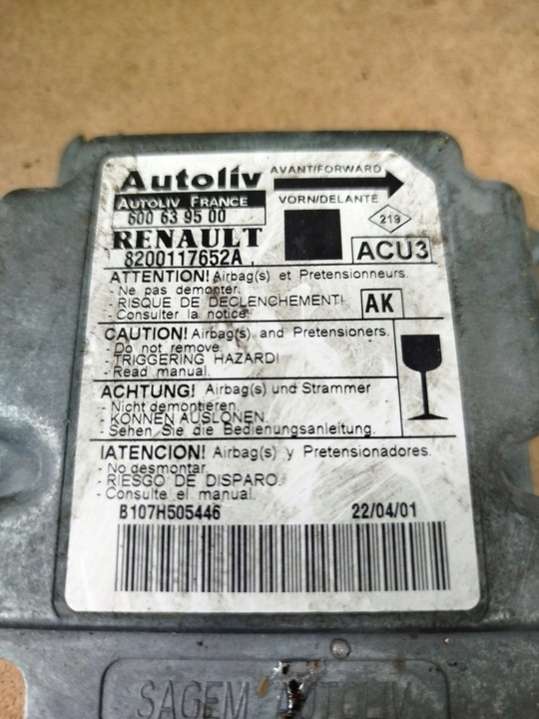 Autoliv
AVANT/FORWARD
AUTOLIV FRANCE
VORN/DELANTE
600 63 95 00
219
RENAULT
ACU3
8200117652A
ATTENTION! Airbag(s) et Pretensionneurs.
- Ne pas demonter.
- RISQUE DE DECLENCHEMENT!
- Consulter la notice
AK
CAUTION! Airbag(s) and Pretensioners.
- Do not remove
- TRIGGERING HAZARD!
- Read manual.
ACHTUNG! Airbag(s) und Strammer
- Nicht demontieren
- KONNEN AUSLONEN.
- Sehen Sie die Bedienungsanleitung.
!ATENCION! Airbag(s) y Pretensionadores.
- No desmontar
- RIESGO DE DISPARO
- Consulte el manual.
B107H505446
22/04/01
SAGEM AUTOLIV